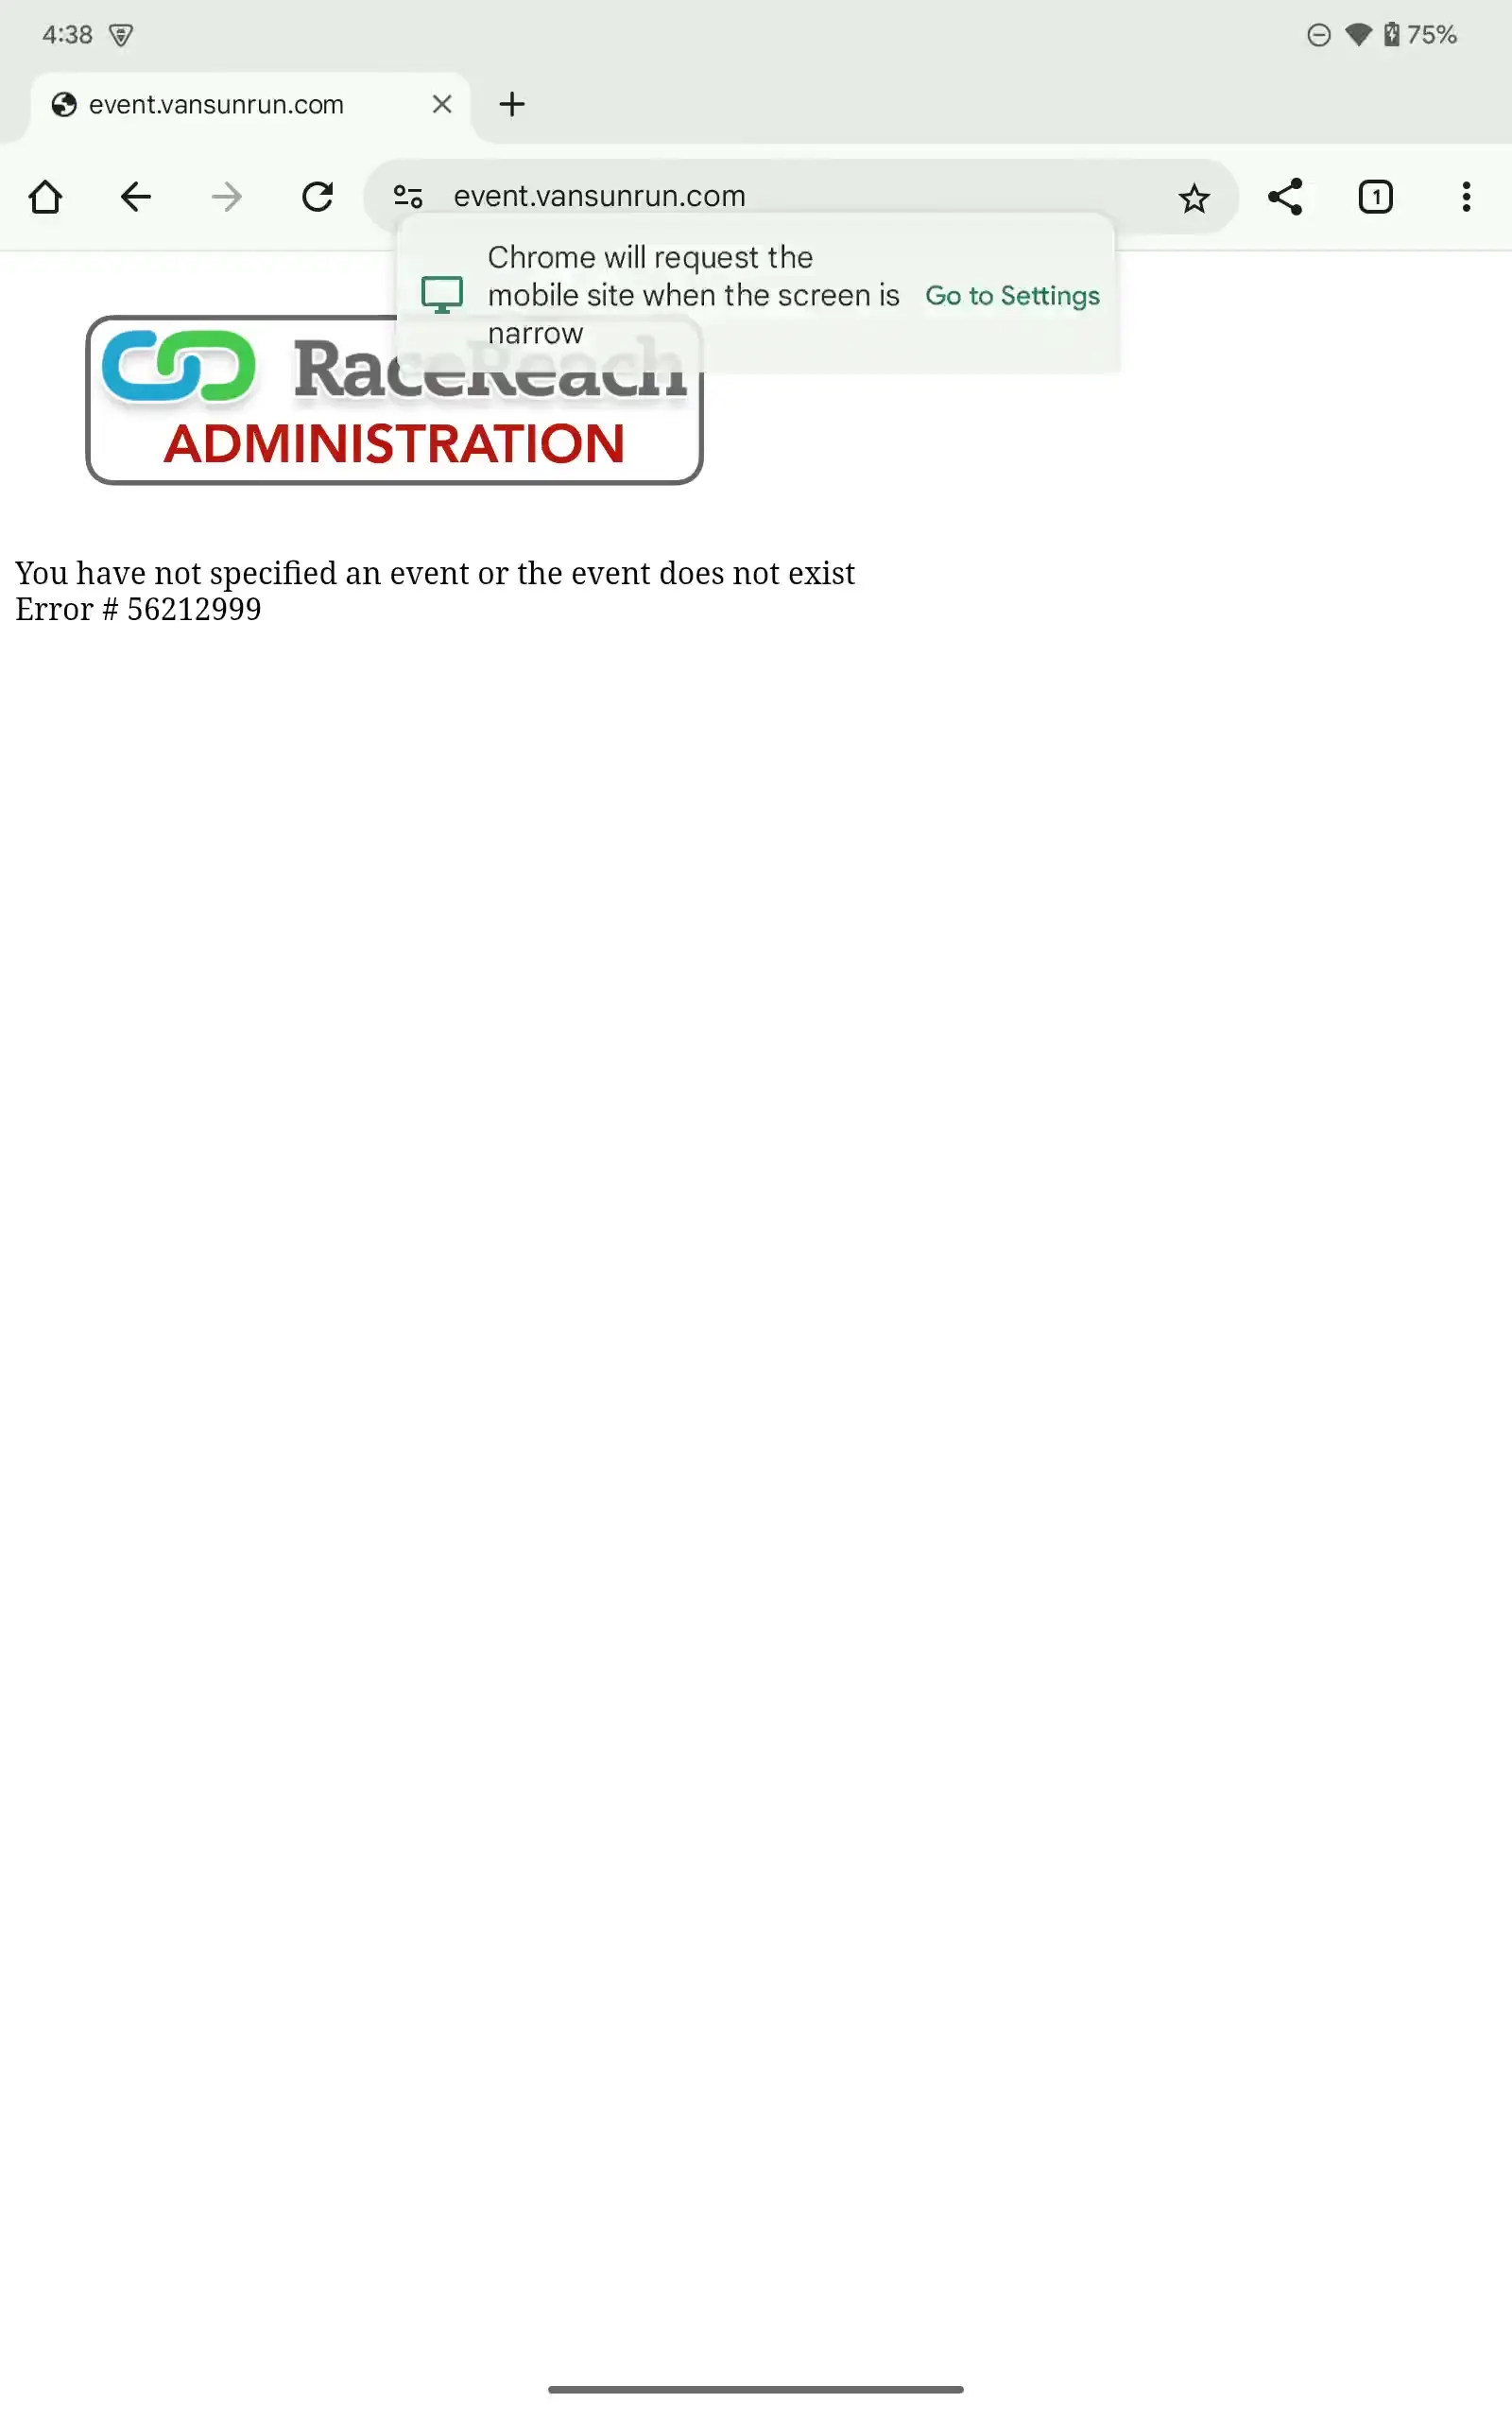 4:38
75%
event.vansunrun.com
event.vansunrun.com
1
Chrome will request the
mobile site when the screen is
narrow
Go to Settings
RaceReach
ADMINISTRATION
You have not specified an event or the event does not exist
Error # 56212999